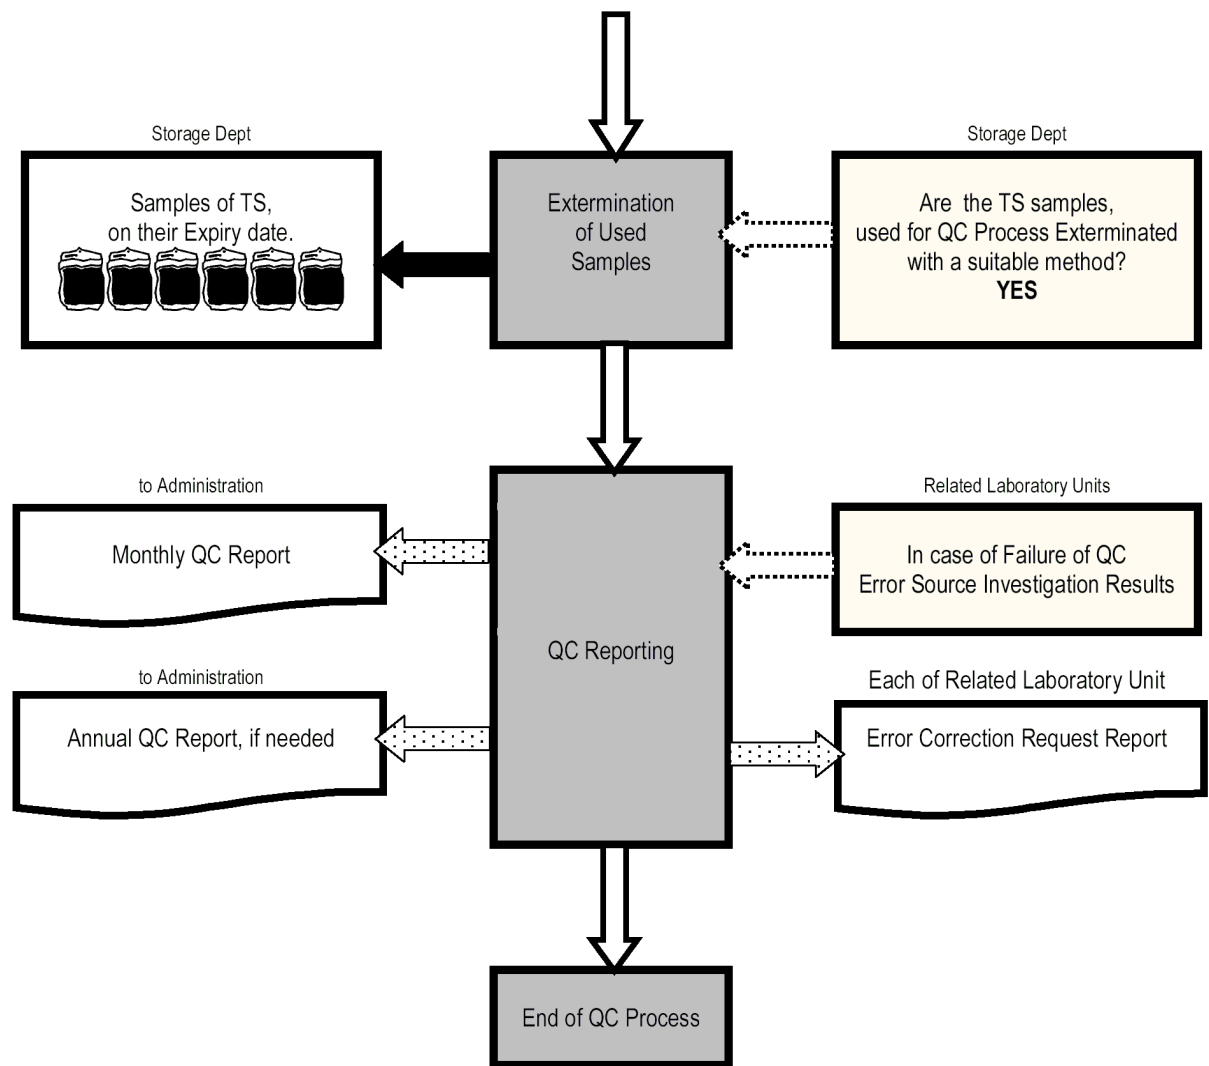 Storage Dept
Samples of TS,
on their Expiry date.
Extermination
of Used
Samples
Storage Dept
Are the TS samples,
used for QC Process Exterminated
with a suitable method?
YES
to Administration
Monthly QC Report
to Administration
Annual QC Report, if needed
QC Reporting
Related Laboratory Units
In case of Failure of QC
Error Source Investigation Results
Each of Related Laboratory Unit
Error Correction Request Report
End of QC Process